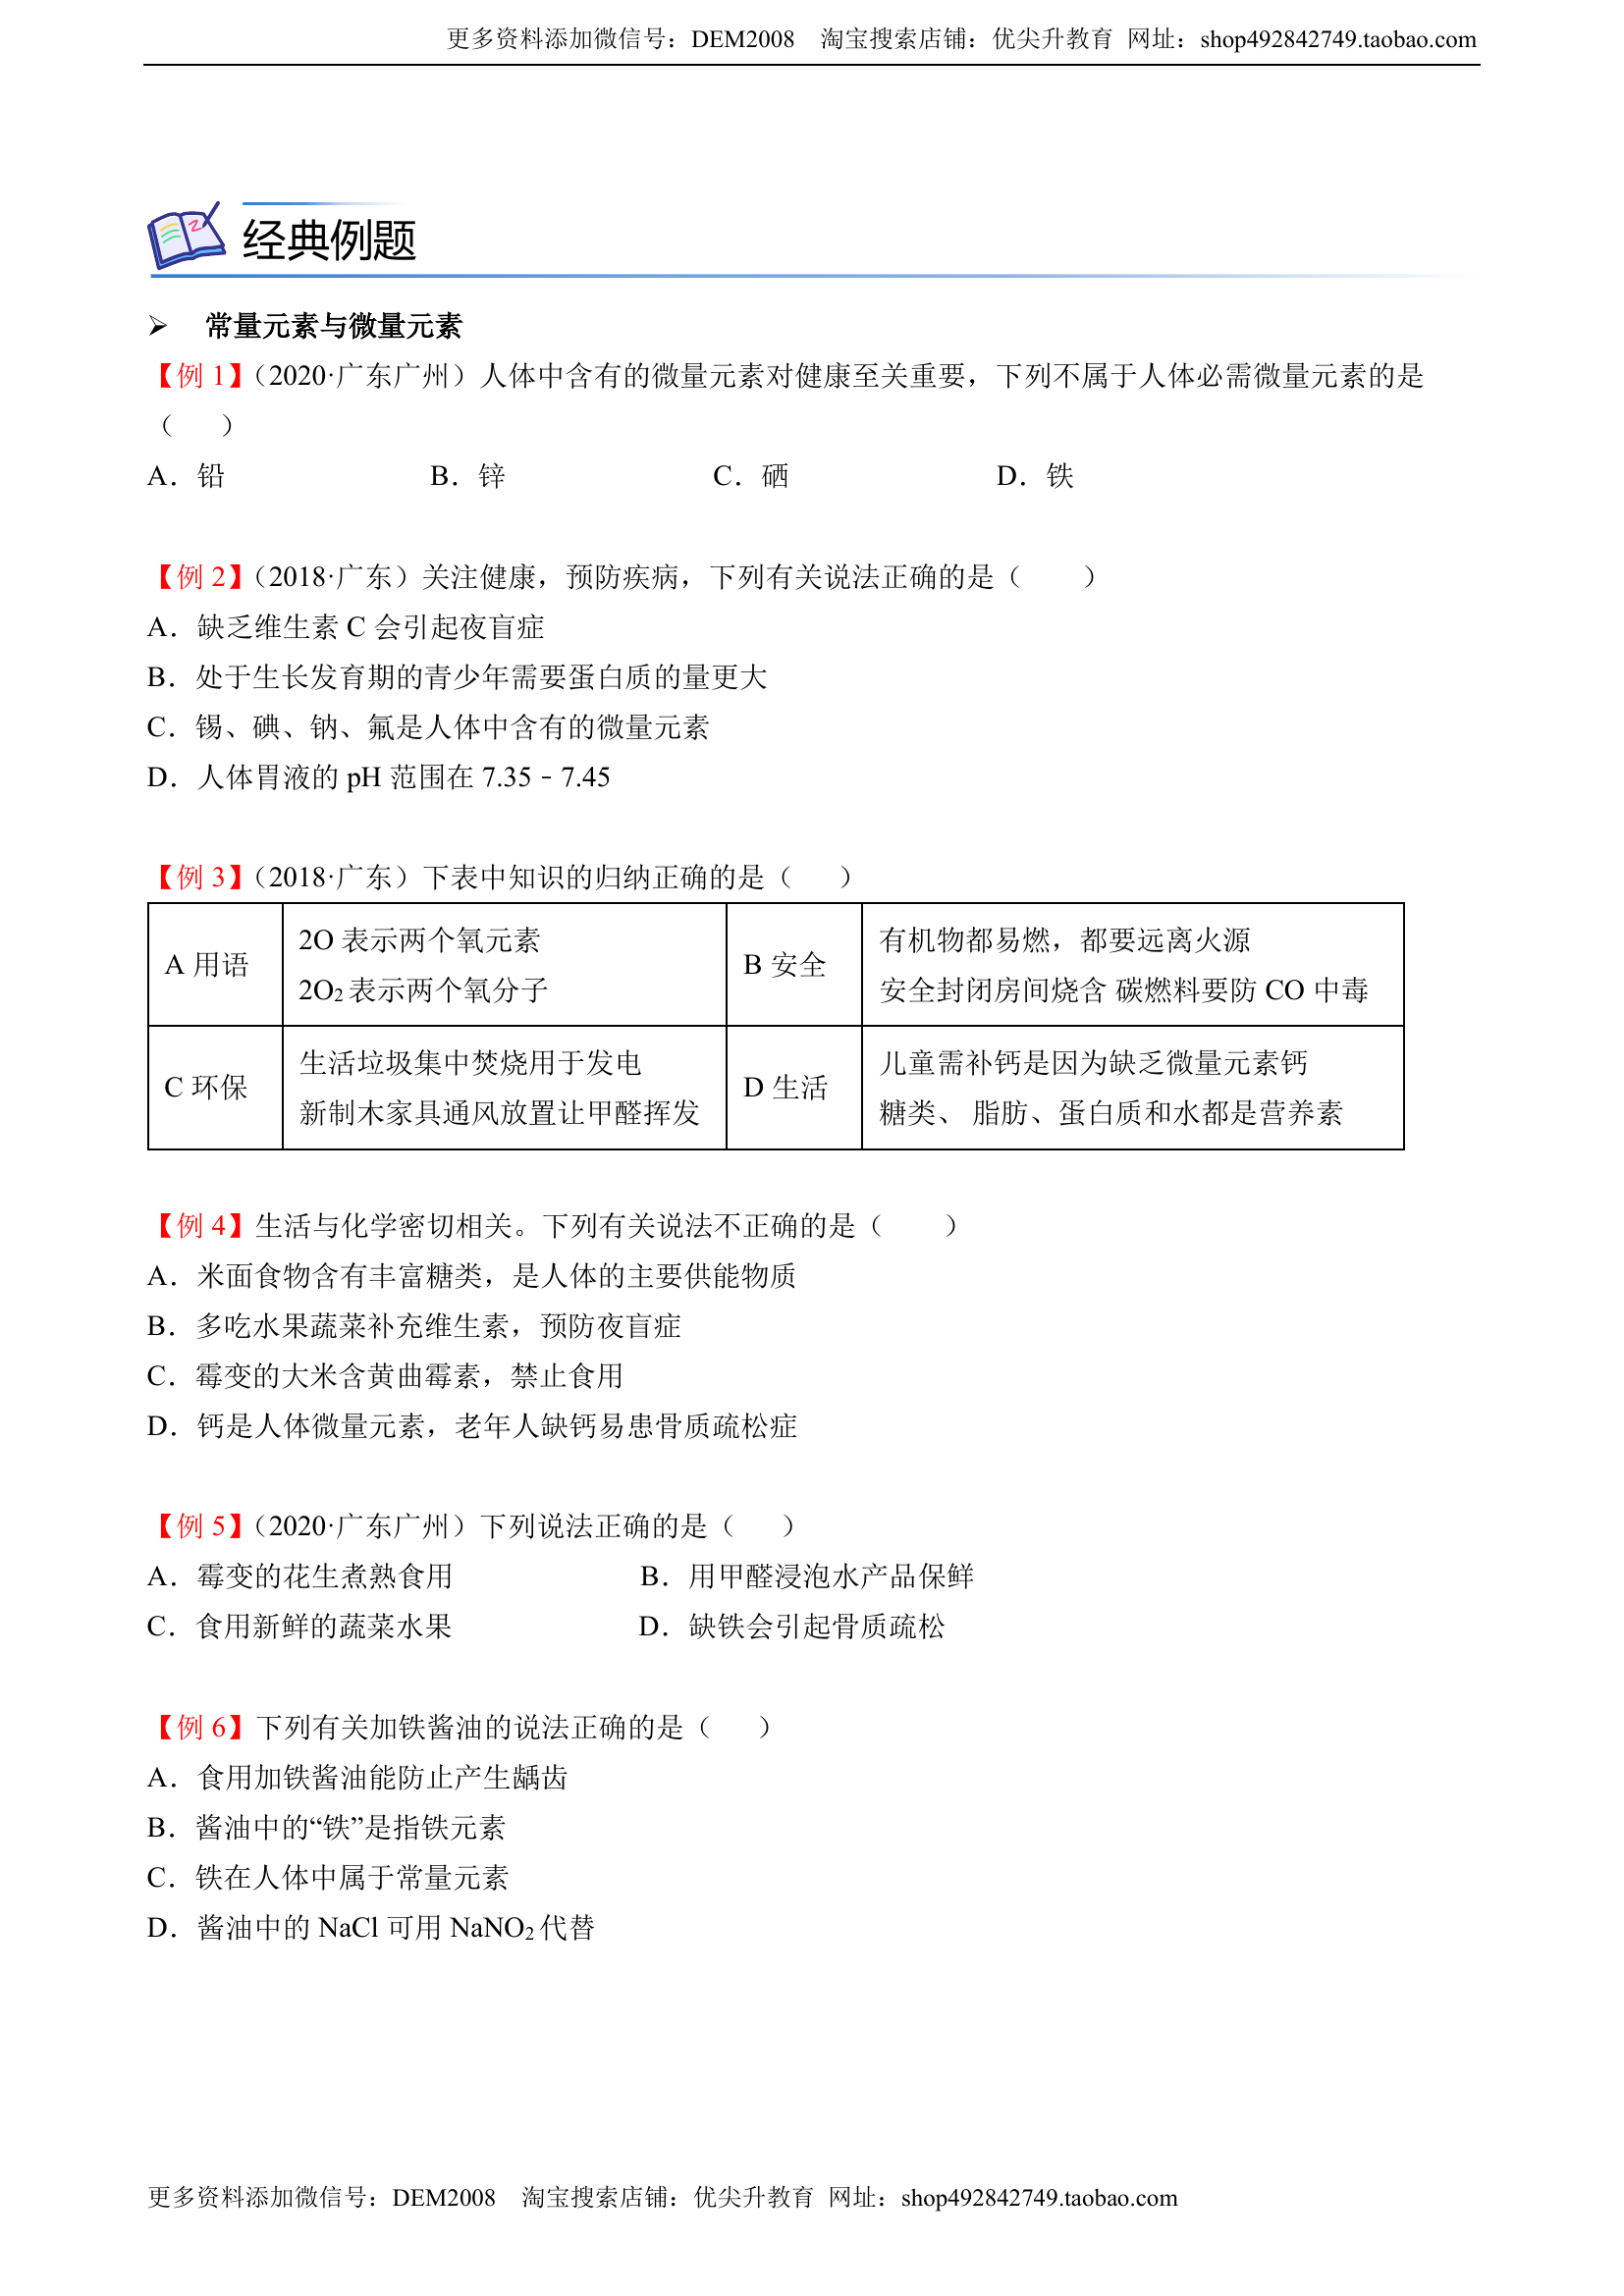 更多资料添加微信号：DEM2008 淘宝搜索店铺：优尖升教育 网址：shop492842749.taobao.com
经典例题
➢ 常量元素与微量元素
【例 1】（2020·广东广州）人体中含有的微量元素对健康至关重要，下列不属于人体必需微量元素的是
（ ）
A．铅 B．锌 C．硒 D．铁
【例 2】（2018·广东）关注健康，预防疾病，下列有关说法正确的是（ ）
A．缺乏维生素 C 会引起夜盲症
B．处于生长发育期的青少年需要蛋白质的量更大
C．锡、碘、钠、氟是人体中含有的微量元素
D．人体胃液的 pH 范围在 7.35﹣7.45
【例 3】（2018·广东）下表中知识的归纳正确的是（ ）
A 用语
2O 表示两个氧元素
2O₂表示两个氧分子
B 安全
有机物都易燃，都要远离火源
安全封闭房间烧含 碳燃料要防 CO 中毒
C 环保
生活垃圾集中焚烧用于发电
新制木家具通风放置让甲醛挥发
D 生活
儿童需补钙是因为缺乏微量元素钙
糖类、 脂肪、蛋白质和水都是营养素
【例 4】生活与化学密切相关。下列有关说法不正确的是（ ）
A．米面食物含有丰富糖类，是人体的主要供能物质
B．多吃水果蔬菜补充维生素，预防夜盲症
C．霉变的大米含黄曲霉素，禁止食用
D．钙是人体微量元素，老年人缺钙易患骨质疏松症
【例 5】（2020·广东广州）下列说法正确的是（ ）
A．霉变的花生煮熟食用 B．用甲醛浸泡水产品保鲜
C．食用新鲜的蔬菜水果 D．缺铁会引起骨质疏松
【例 6】下列有关加铁酱油的说法正确的是（ ）
A．食用加铁酱油能防止产生龋齿
B．酱油中的“铁”是指铁元素
C．铁在人体中属于常量元素
D．酱油中的 NaCl 可用 NaNO₂代替
更多资料添加微信号：DEM2008 淘宝搜索店铺：优尖升教育 网址：shop492842749.taobao.com